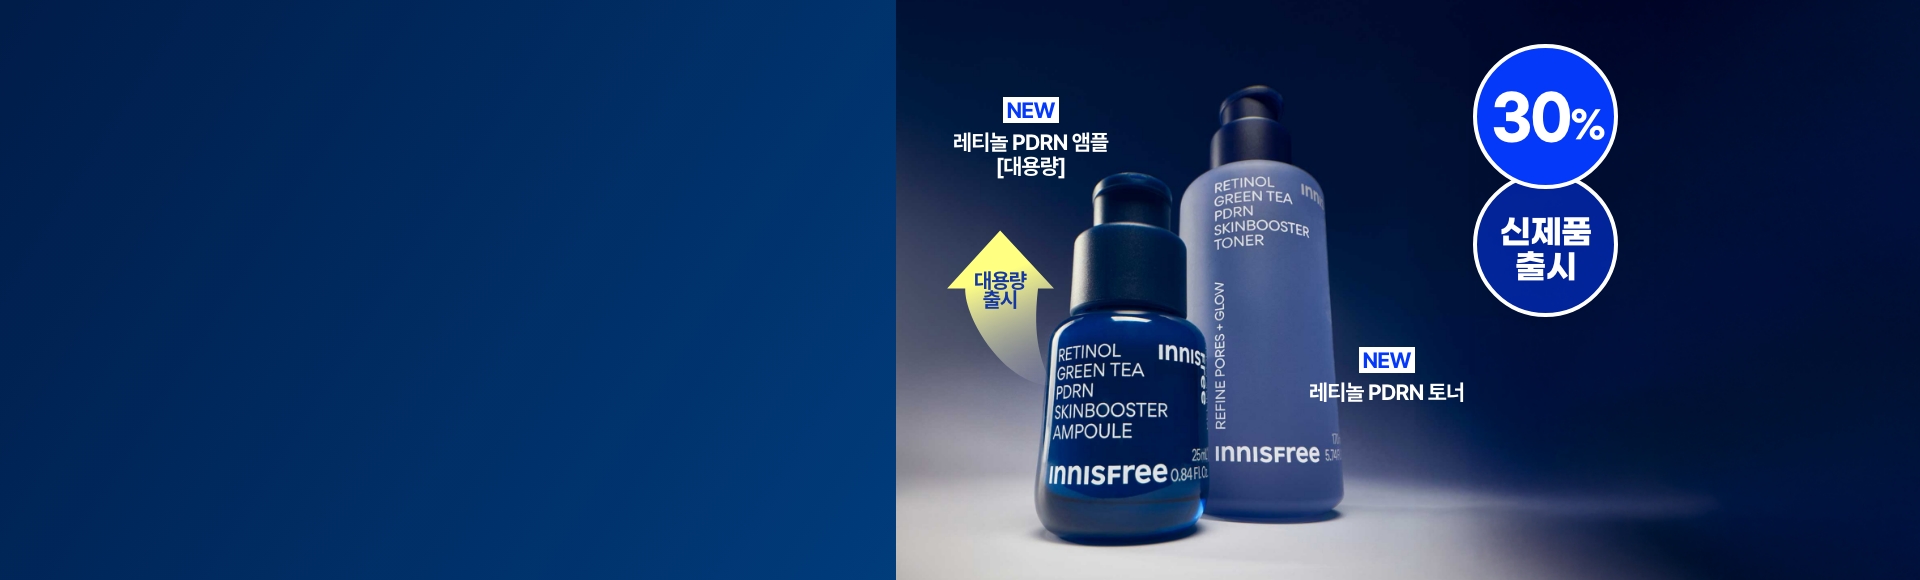 NEW
레티놀 PDRN 앰플
[대용량]
대용량
출시
RETINOL
GREEN TEA
PDRN
SKINBOOSTER
AMPOULE
innisfree
innisfree
25mL
0.84 Fl.Oz
RETINOL
GREEN TEA
PDRN
SKINBOOSTER
TONER
REFINE PORES + GLOW
innisfree
NEW
레티놀 PDRN 토너
30%
신제품
출시